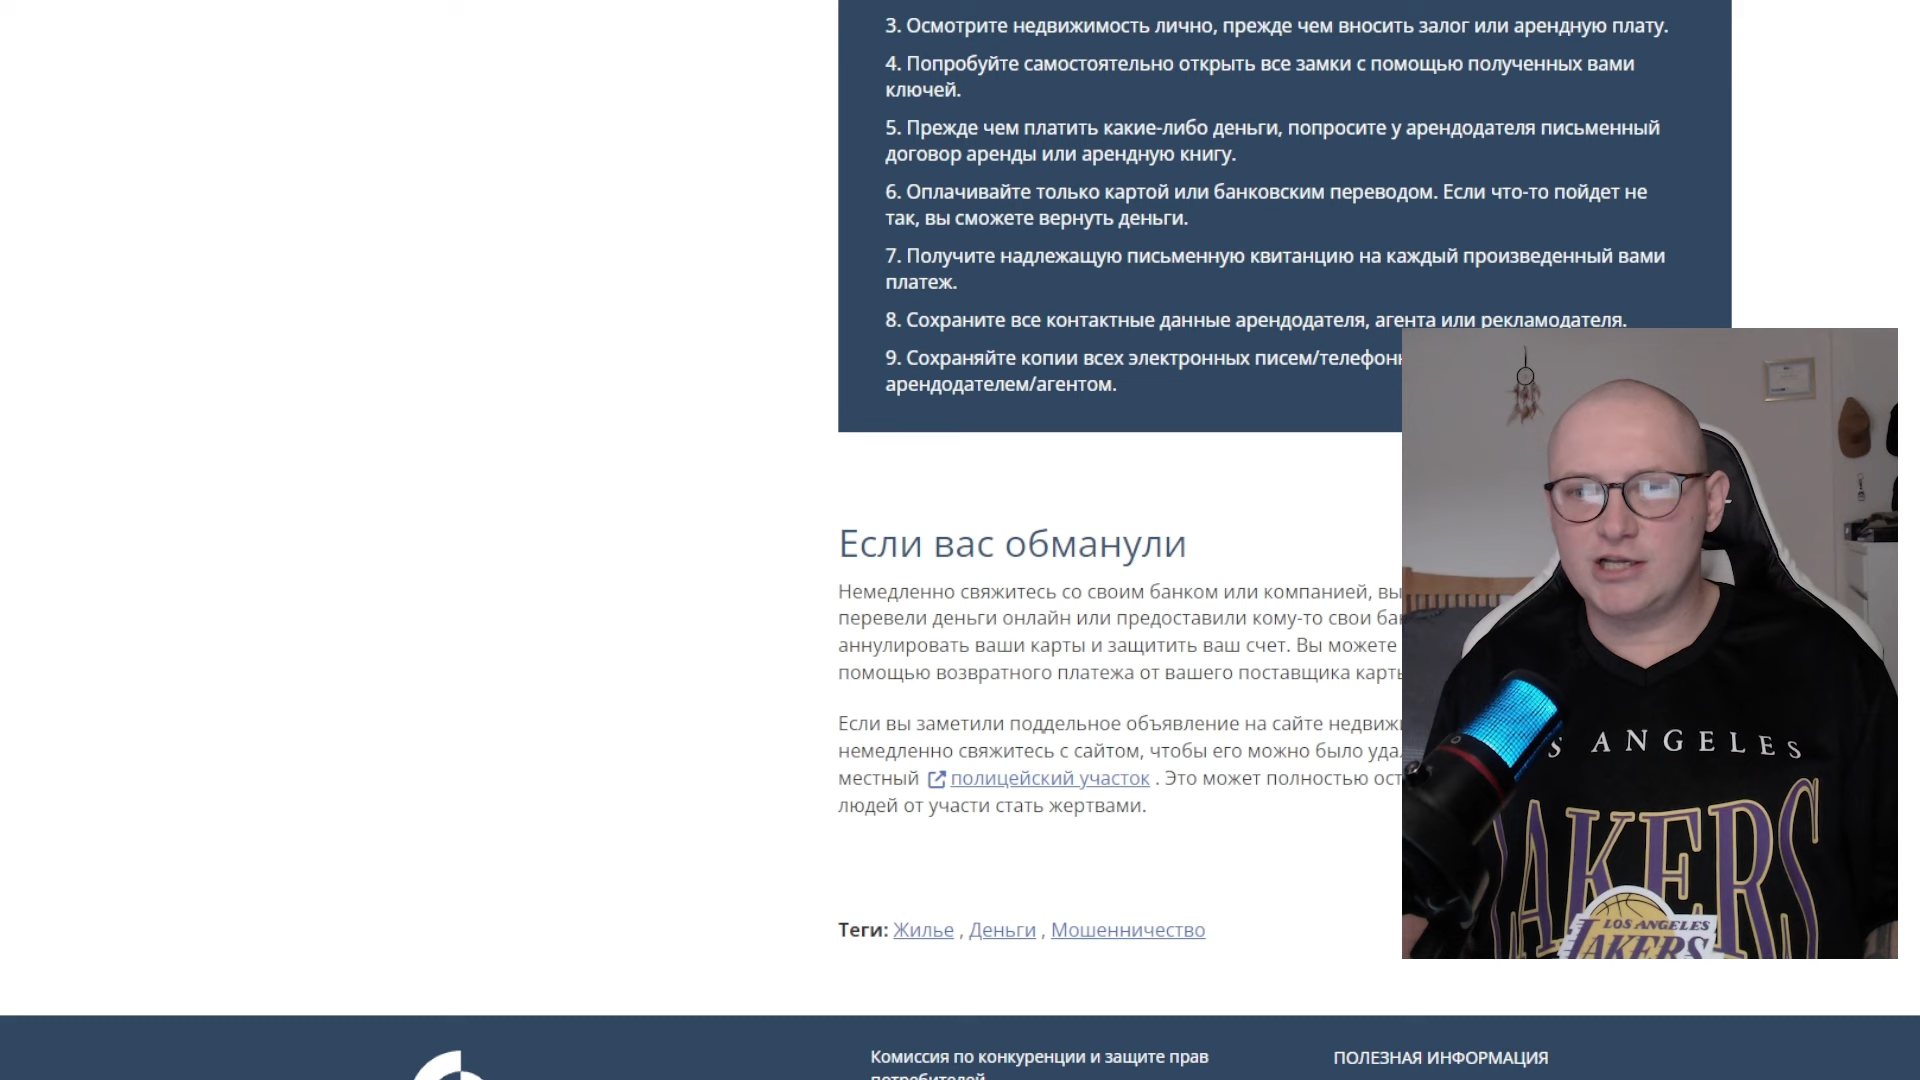 3. Осмотрите недвижимость лично, прежде чем вносить залог или арендную плату.
4. Попробуйте самостоятельно открыть все замки с помощью полученных вами
ключей.
5. Прежде чем платить какие-либо деньги, попросите у арендодателя письменный
договор аренды или арендную книгу.
6. Оплачивайте только картой или банковским переводом. Если что-то пойдет не
так, вы сможете вернуть деньги.
7. Получите надлежащую письменную квитанцию на каждый произведенный вами
платеж.
8. Сохраните все контактные данные арендодателя, агента или рекламодателя.
9. Сохраняйте копии всех электронных писем/телефон
арендодателем/агентом.
Если вас обманули
Немедленно свяжитесь со своим банком или компанией, вы
перевели деньги онлайн или предоставили кому-то свои ба
аннулировать ваши карты и защитить ваш счет. Вы можете
помощью возвратного платежа от вашего поставщика карт
Если вы заметили поддельное объявление на сайте недвиж
немедленно свяжитесь с сайтом, чтобы его можно было уда
местный полицейский участок . Это может полностью ост
людей от участи стать жертвами.
Теги: Жилье , Деньги , Мошенничество
S ANGELES
LAKERS
LOS ANGELES
LAKERS
Комиссия по конкуренции и защите прав
потребителей
ПОЛЕЗНАЯ ИНФОРМАЦИЯ